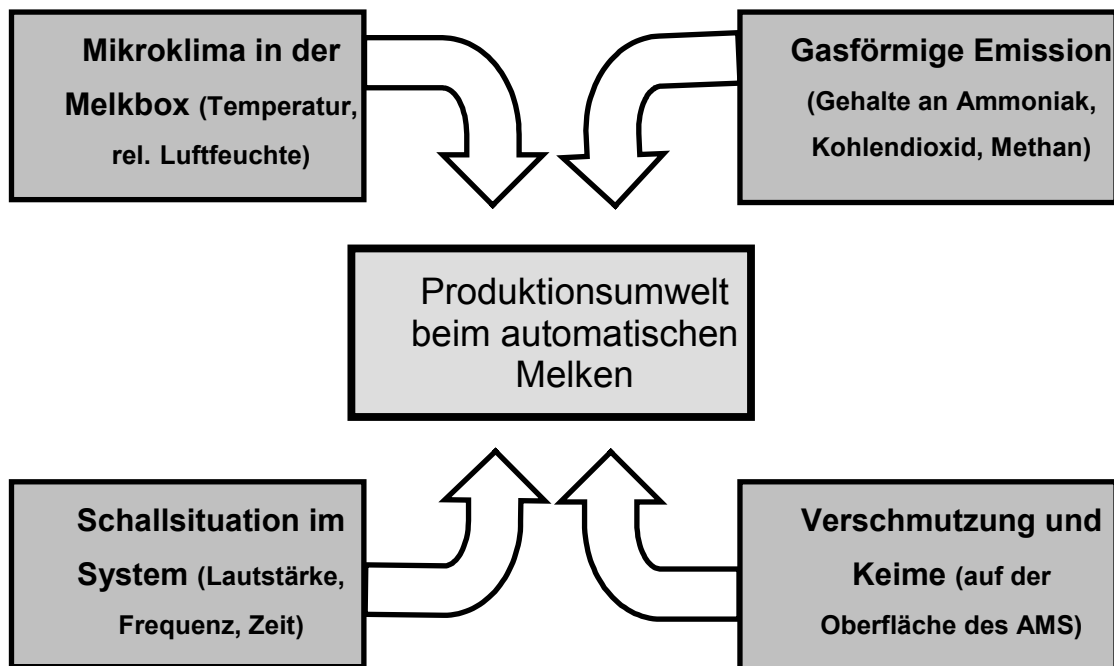 Mikroklima in der
Melkbox (Temperatur,
rel. Luftfeuchte)
Gasförmige Emission
(Gehalte an Ammoniak,
Kohlendioxid, Methan)
Produktionsumwelt
beim automatischen
Melken
Schallsituation im
System (Lautstärke,
Frequenz, Zeit)
Verschmutzung und
Keime (auf der
Oberfläche des AMS)